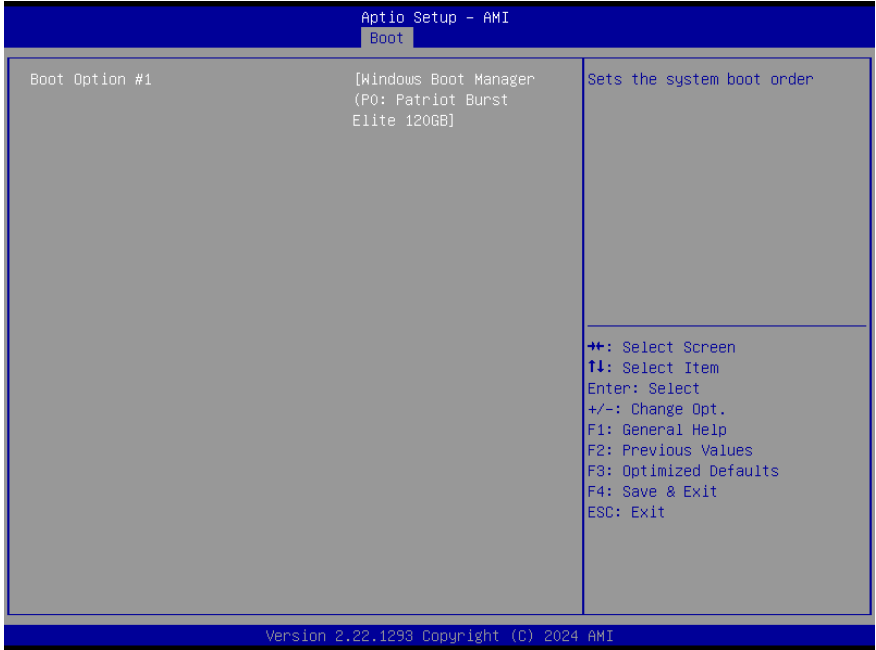 Aptio Setup – AMI
Boot
Boot Option #1 [Windows Boot Manager
(P0: Patriot Burst
Elite 120GB]
Sets the system boot order
→←: Select Screen
↑↓: Select Item
Enter: Select
+/-: Change Opt.
F1: General Help
F2: Previous Values
F3: Optimized Defaults
F4: Save & Exit
ESC: Exit
Version 2.22.1293 Copyright (C) 2024 AMI